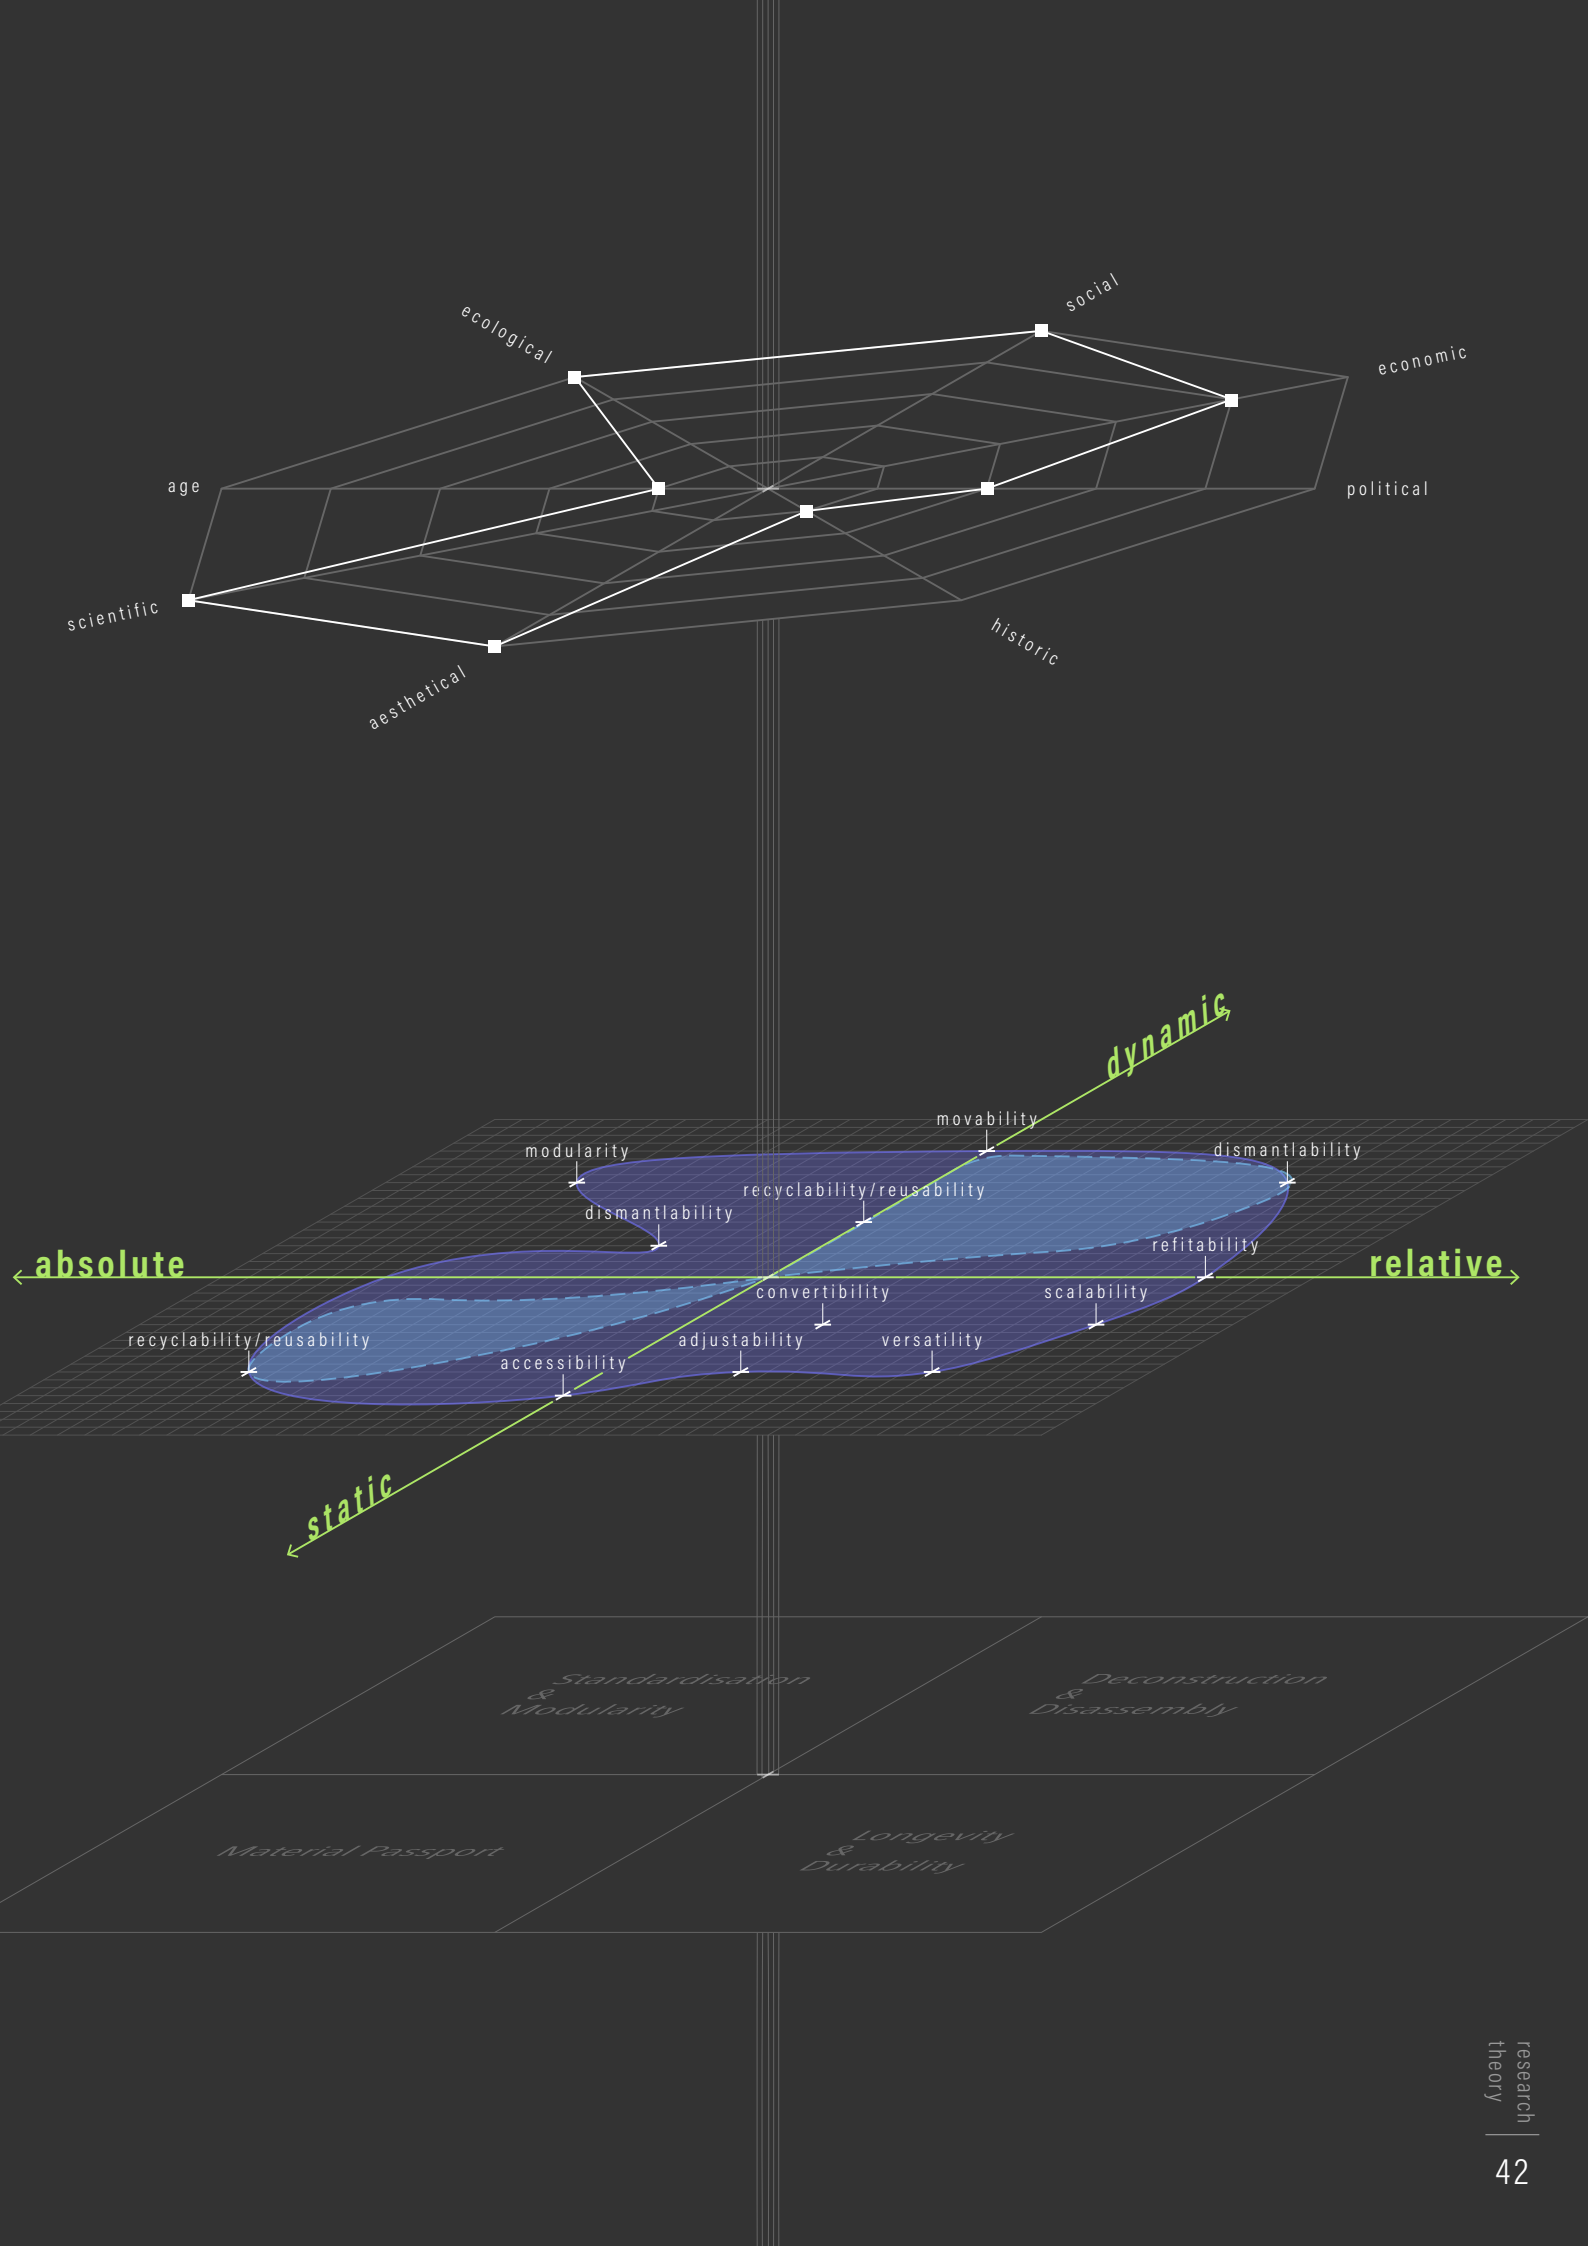 social
ecological
economic
age
political
scientific
historic
aesthetical
dynamic
movability
modularity
dismantlability
recyclability/reusability
dismantlability
refitability
absolute
relative
convertibility
scalability
recyclability/reusability
adjustability
versatility
accessibility
static
Standardisation
&
Modularity
Deconstruction
&
Disassembly
Material Passport
Longevity
&
Durability
research
theory
42